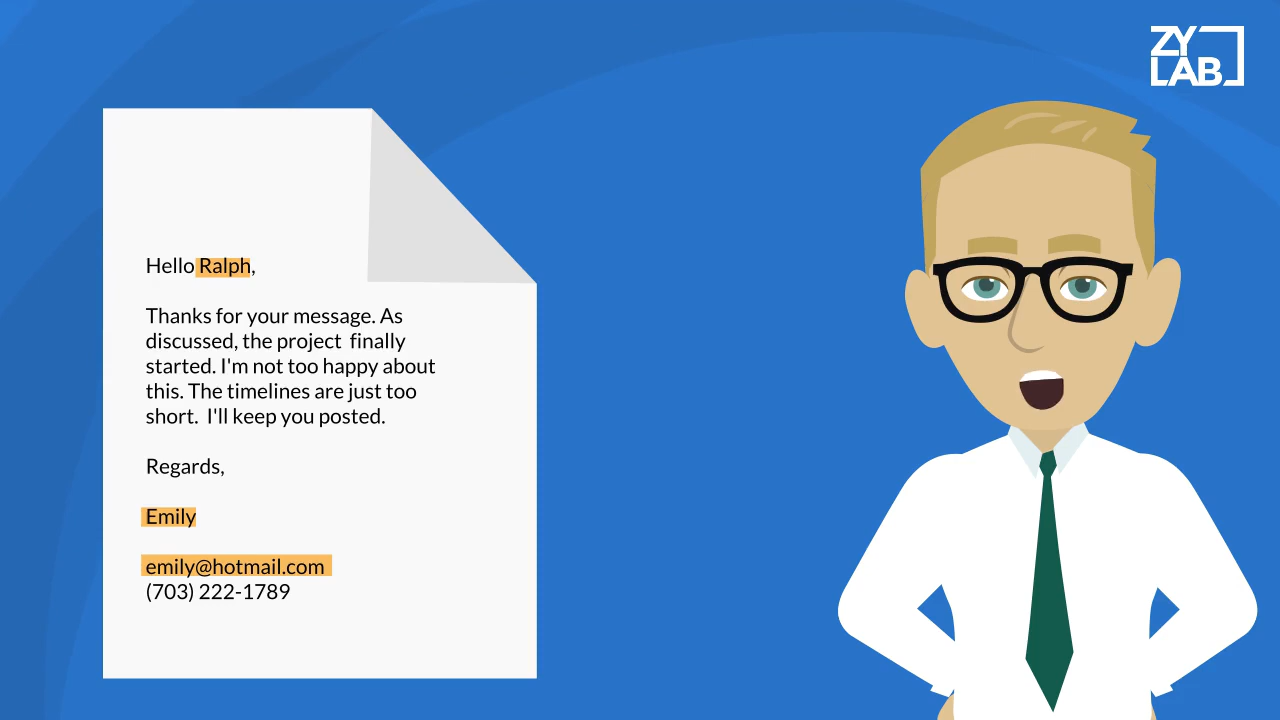 ZY
LAB
Hello Ralph,
Thanks for your message. As
discussed, the project  finally
started. I'm not too happy about
this. The timelines are just too
short.  I'll keep you posted.
Regards,
Emily
emily@hotmail.com
(703) 222-1789